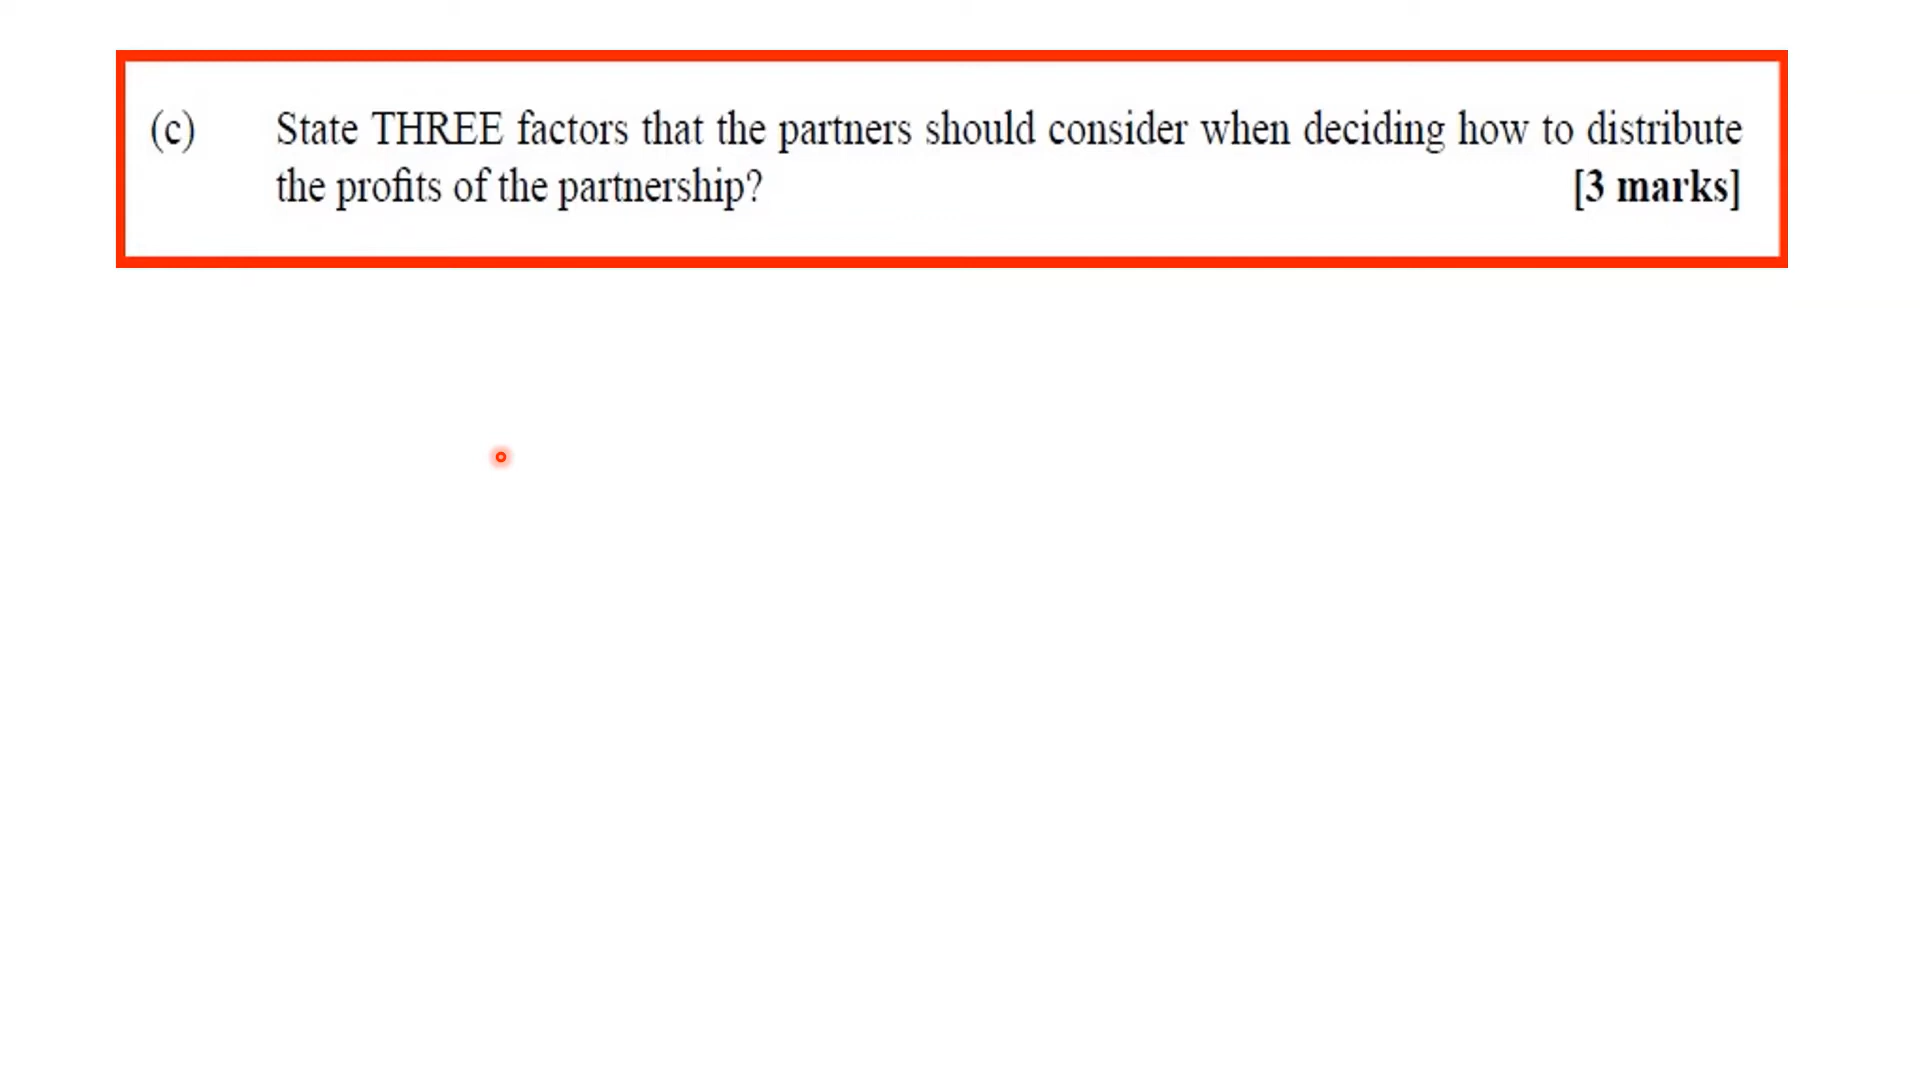 (c) State THREE factors that the partners should consider when deciding how to distribute
the profits of the partnership? [3 marks]